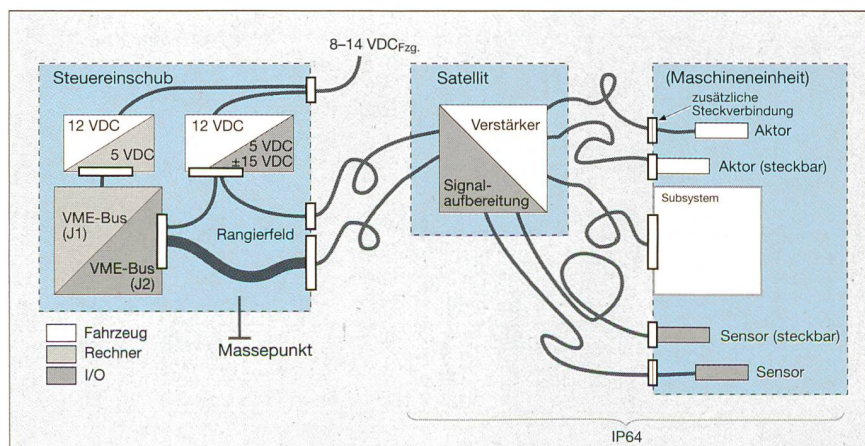 8–14 VDC Fzg.
Steuereinschub
12 VDC
5 VDC
12 VDC
5 VDC
±15 VDC
VME-Bus
(J1)
VME-Bus
(J2)
Rangierfeld
Fahrzeug
Rechner
I/O
Massepunkt
Satellit
Verstärker
Signal-
aufbereitung
(Maschineneinheit)
zusätzliche
Steckverbindung
Aktor
Aktor (steckbar)
Subsystem
Sensor (steckbar)
Sensor
IP64